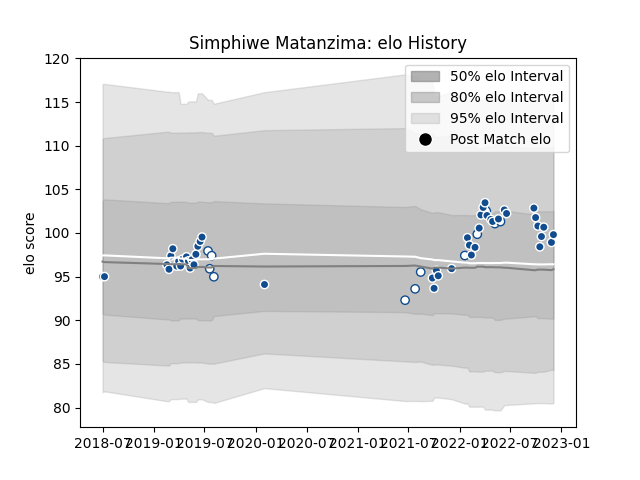 Simphiwe Matanzima: elo History
120
115
110
105
100
95
90
85
80
elo score
50% elo Interval
80% elo Interval
95% elo Interval
Post Match elo
2018-07 2019-01 2019-07 2020-01 2020-07 2021-01 2021-07 2022-01 2022-07 2023-01